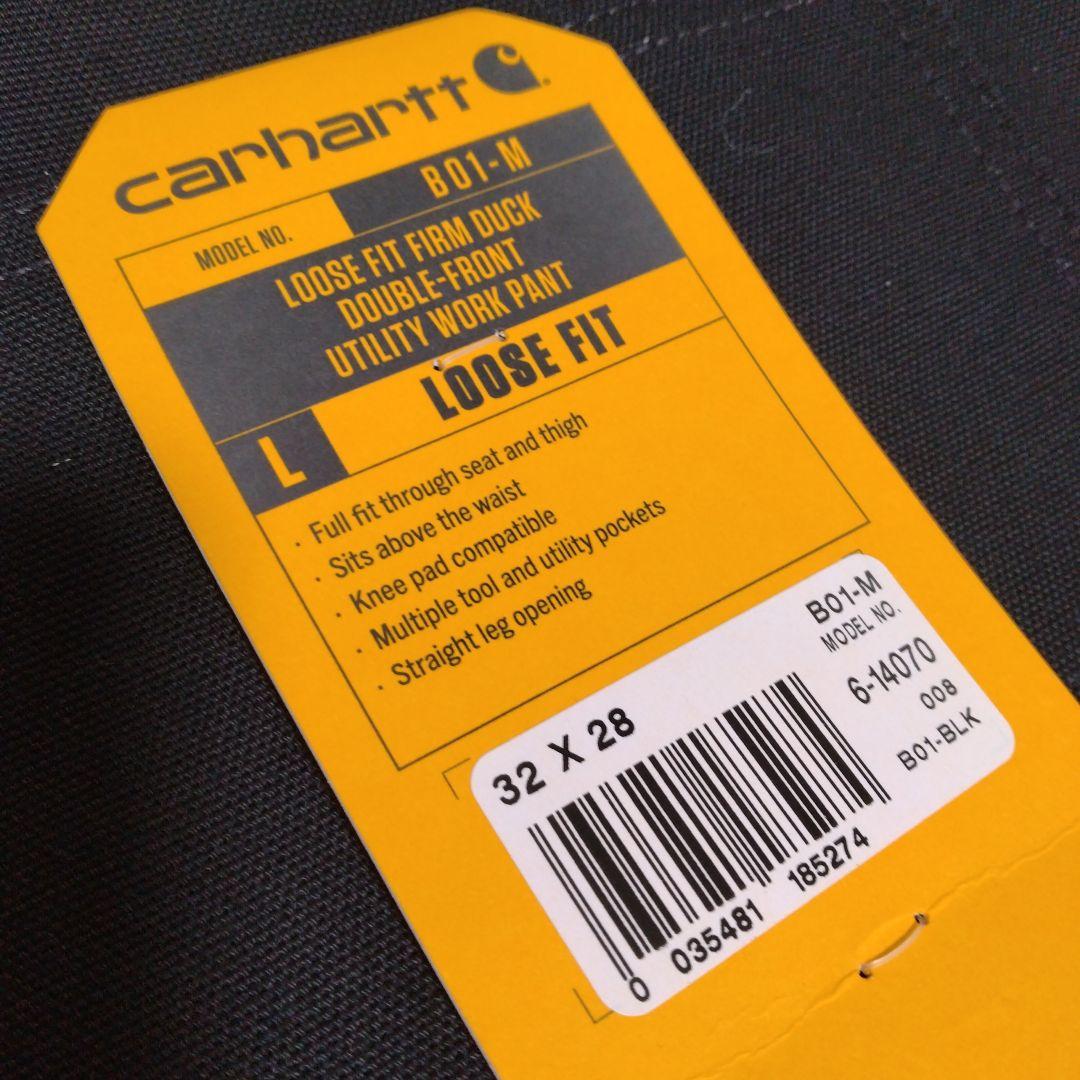 carhartt
MODEL NO. B01-M
LOOSE FIT FIRM DUCK
DOUBLE-FRONT
UTILITY WORK PANT
L LOOSE FIT
· Full fit through seat and thigh
· Sits above the waist
· Knee pad compatible
· Multiple tool and utility pockets
· Straight leg opening
B01-M
MODEL NO.
32 X 28 6-14070
008
B01-BLK
0 035481 185274